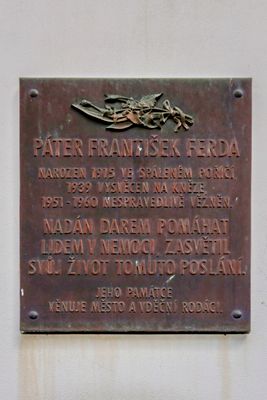 PÁTER FRANTIŠEK FERDA
NAROZEN 1915 VE SPÁLENÉM POŘÍČÍ
1939 VYSVĚCEN NA KNĚZE
1951-1960 NESPRAVEDLIVĚ VĚZNĚN.
NADÁN DAREM POMÁHAT
LIDEM V NEMOCI, ZASVĚTIL
SVŮJ ŽIVOT TOMUTO POSLÁNÍ.
JEHO PAMÁTCE
VĚNUJE MĚSTO A VDĚČNÍ RODÁCI.